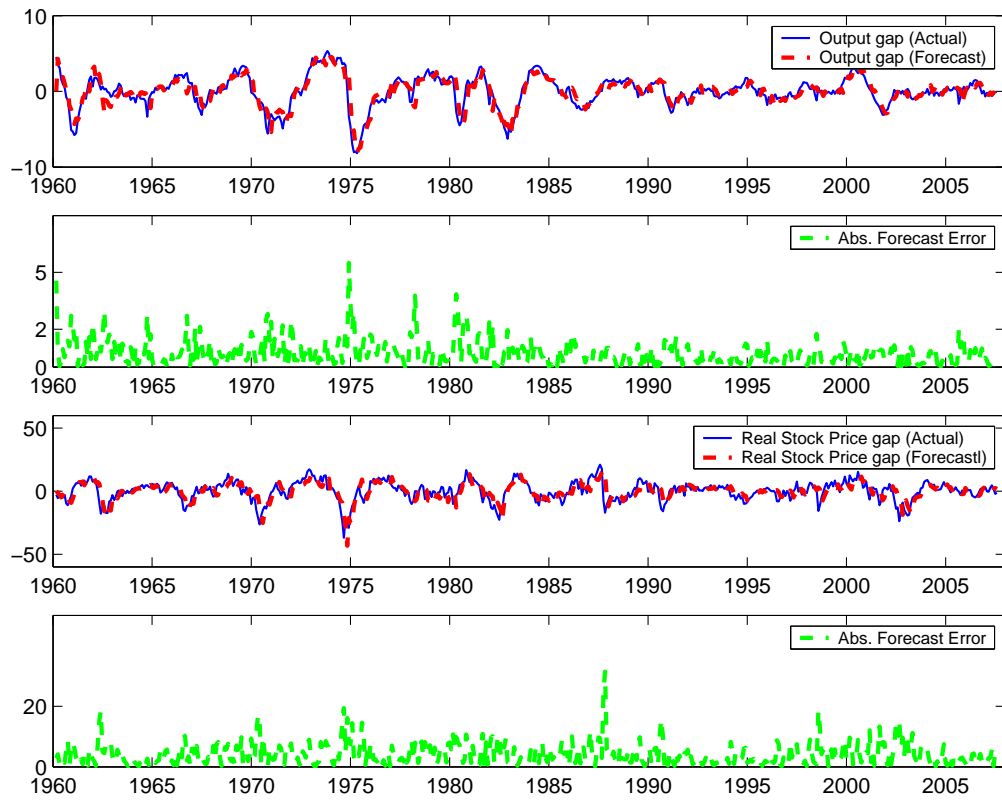 10
0
−10
Output gap (Actual)
Output gap (Forecast)
1960 1965 1970 1975 1980 1985 1990 1995 2000 2005
5
2
0
Abs. Forecast Error
1960 1965 1970 1975 1980 1985 1990 1995 2000 2005
50
0
−50
Real Stock Price gap (Actual)
Real Stock Price gap (Forecastl)
1960 1965 1970 1975 1980 1985 1990 1995 2000 2005
20
0
Abs. Forecast Error
1960 1965 1970 1975 1980 1985 1990 1995 2000 2005